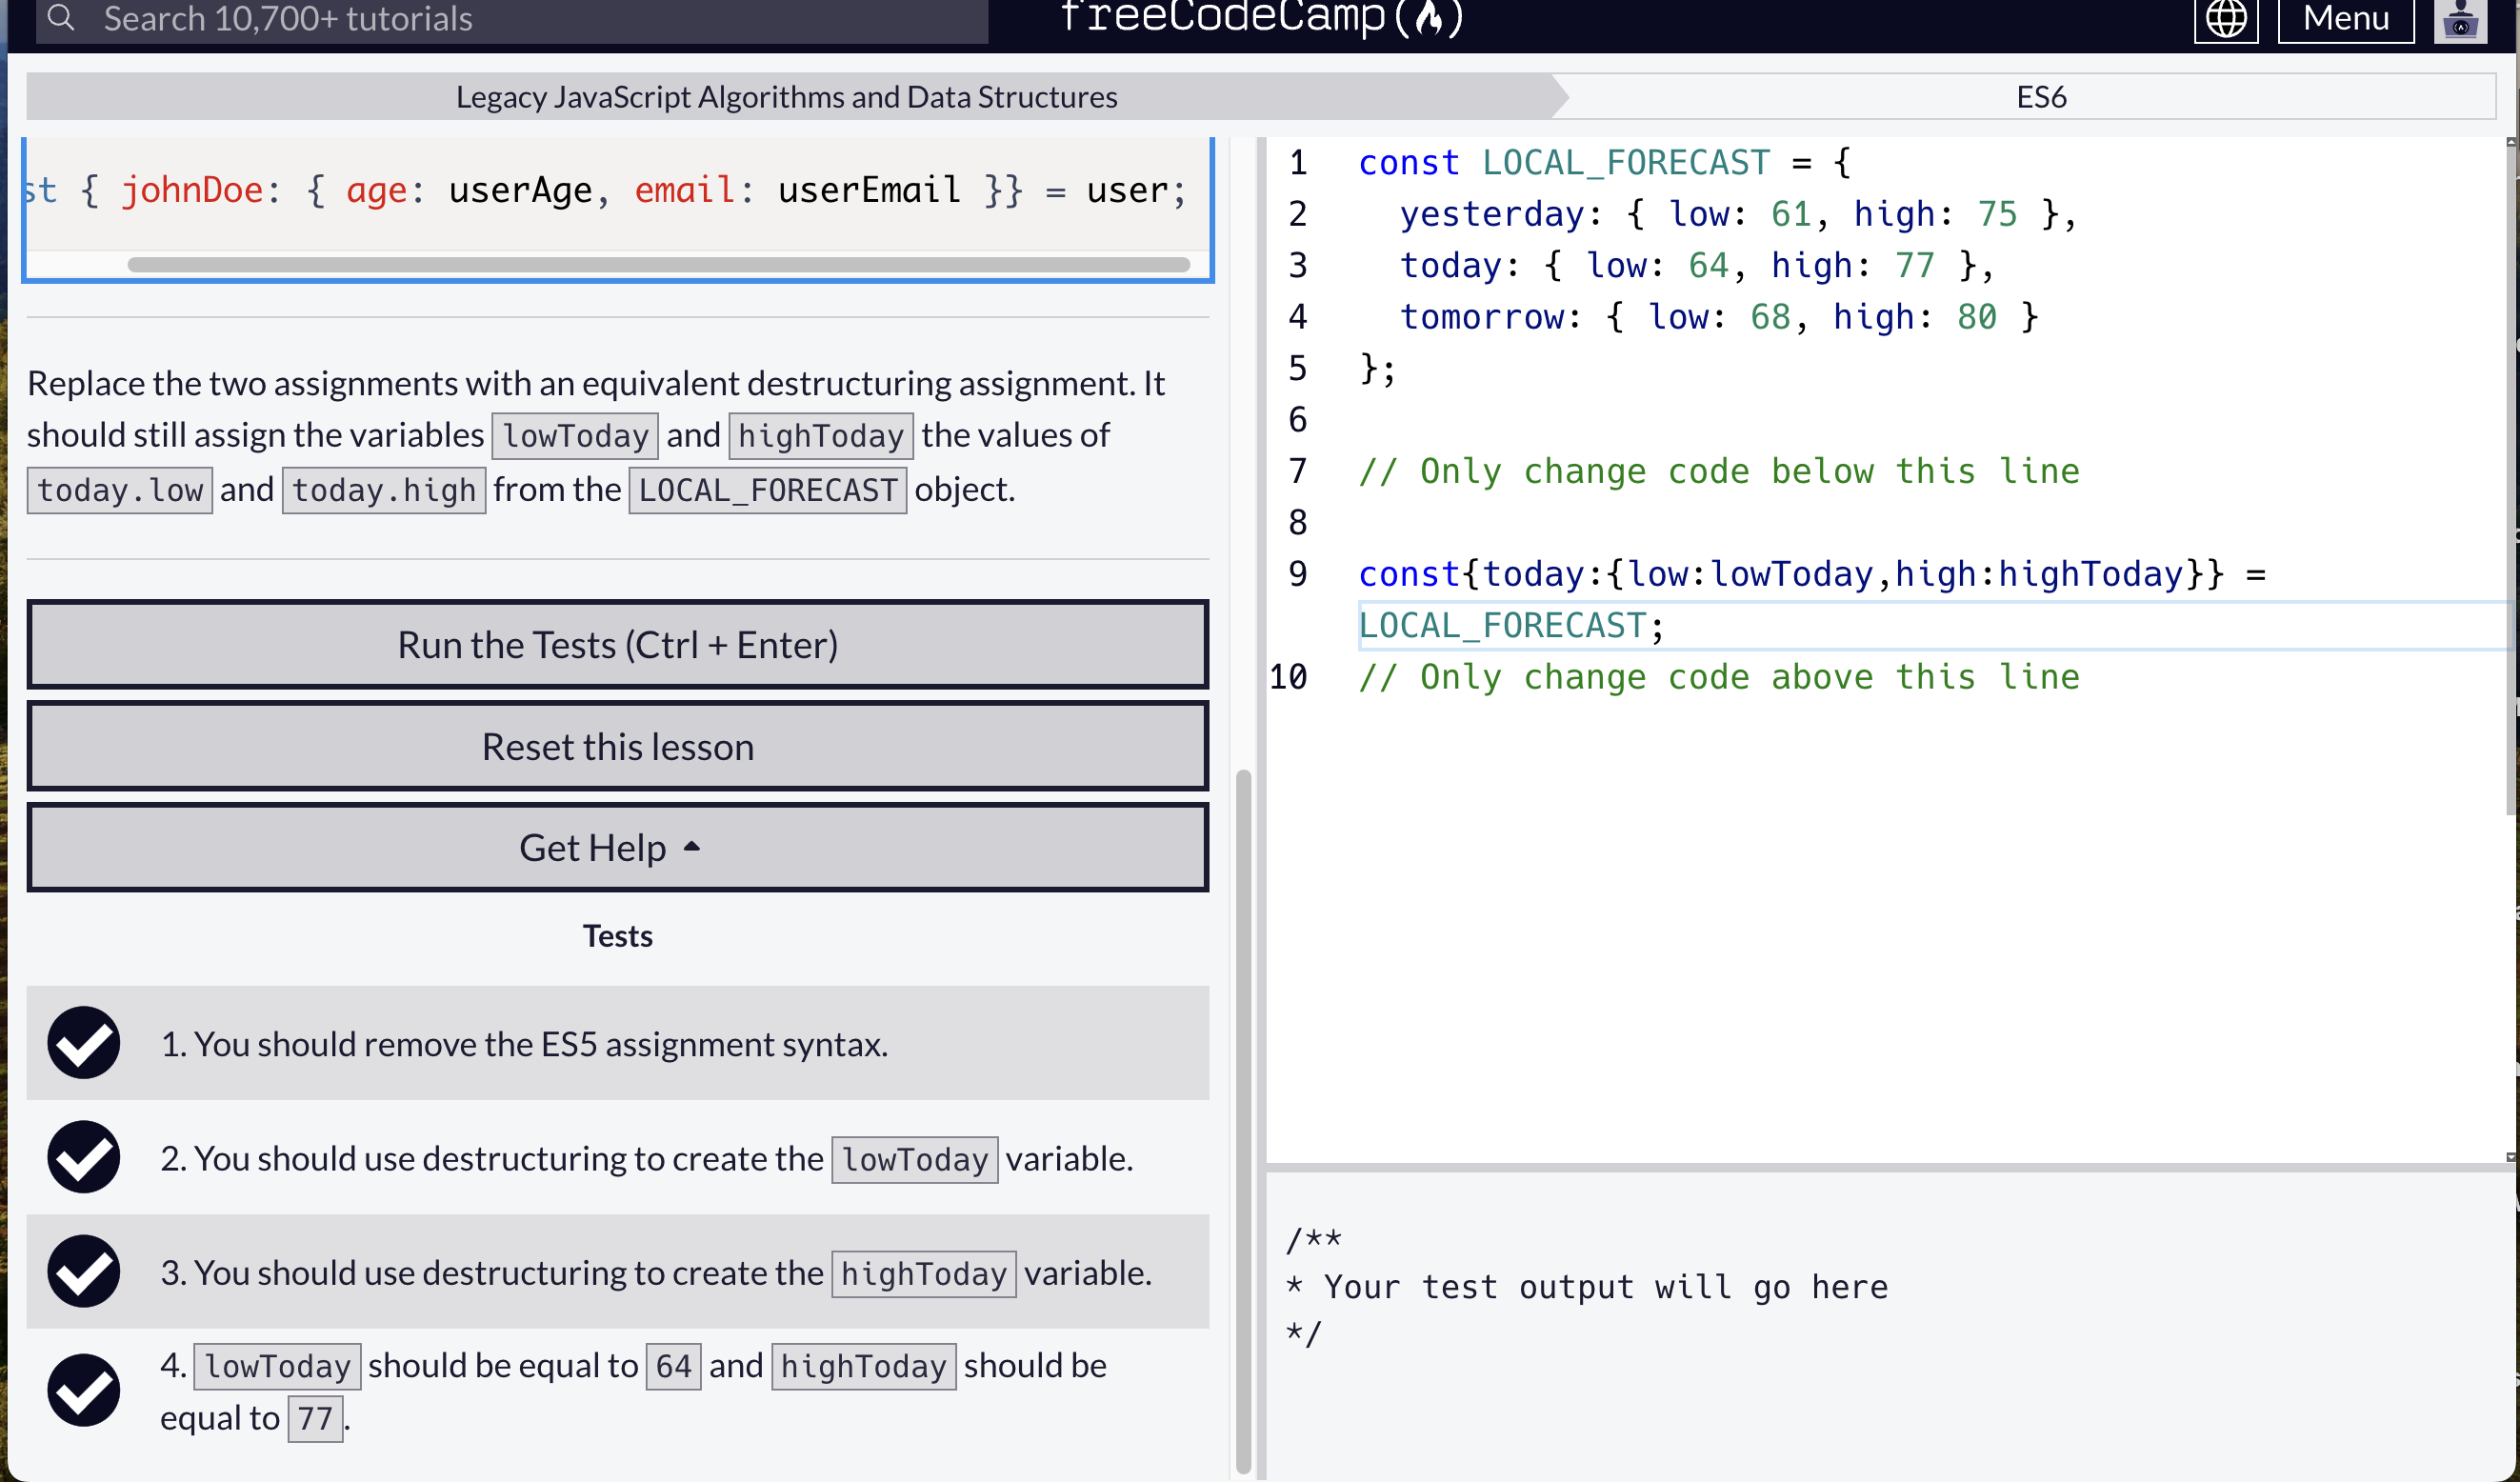 Search 10,700+ tutorials
freeCodeCamp
Menu
Legacy JavaScript Algorithms and Data Structures
ES6
st { johnDoe: { age: userAge, email: userEmail }} = user;
Replace the two assignments with an equivalent destructuring assignment. It
should still assign the variables lowToday and highToday the values of
today.low and today.high from the LOCAL_FORECAST object.
Run the Tests (Ctrl + Enter)
Reset this lesson
Get Help
Tests
1. You should remove the ES5 assignment syntax.
2. You should use destructuring to create the lowToday variable.
3. You should use destructuring to create the highToday variable.
4. lowToday should be equal to 64 and highToday should be
equal to 77.
1 const LOCAL_FORECAST = {
2 yesterday: { low: 61, high: 75 },
3 today: { low: 64, high: 77 },
4 tomorrow: { low: 68, high: 80 }
5 };
6
7 // Only change code below this line
8
9 const{today:{low:lowToday,high:highToday}} =
LOCAL_FORECAST;
10 // Only change code above this line
/**
* Your test output will go here
*/